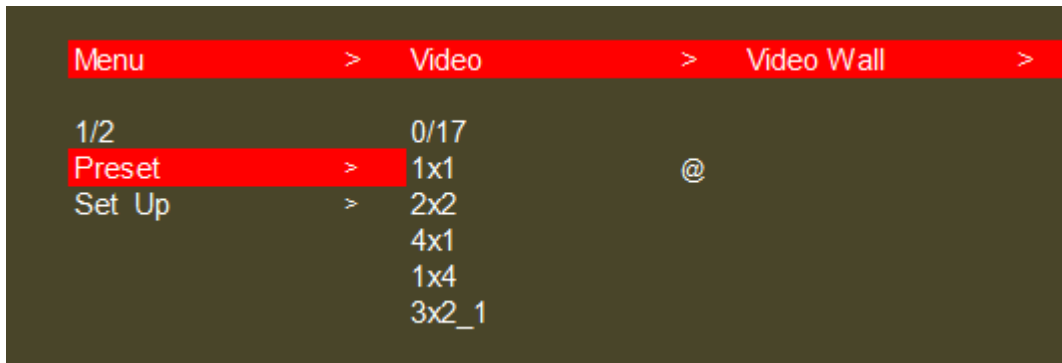 Menu > Video > Video Wall >
1/2 0/17
Preset > 1x1 @
Set Up > 2x2
4x1
1x4
3x2_1